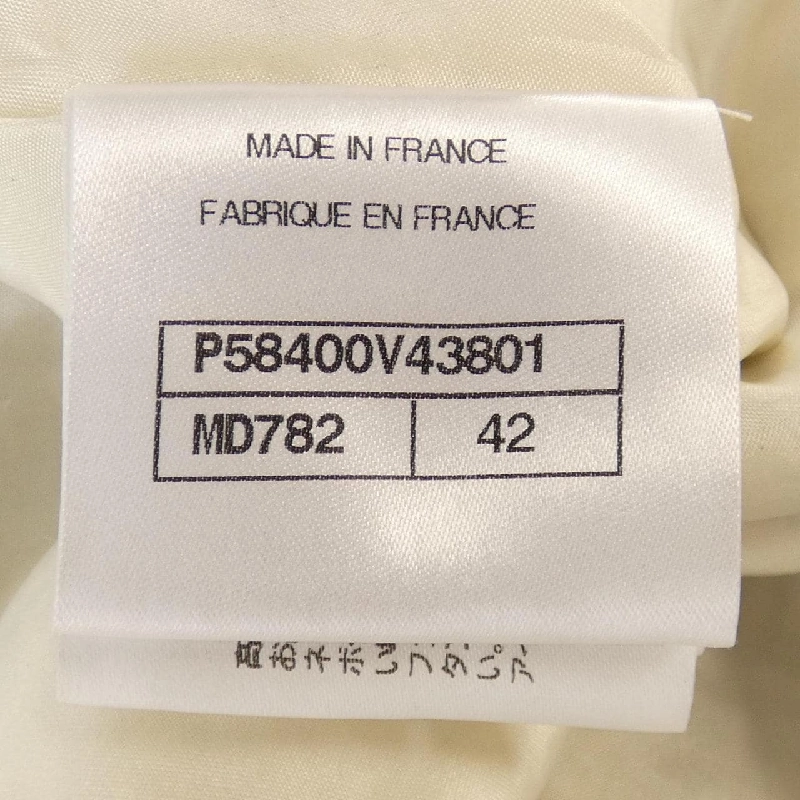 MADE IN FRANCE
FABRIQUE EN FRANCE
P58400V43801
MD782 42